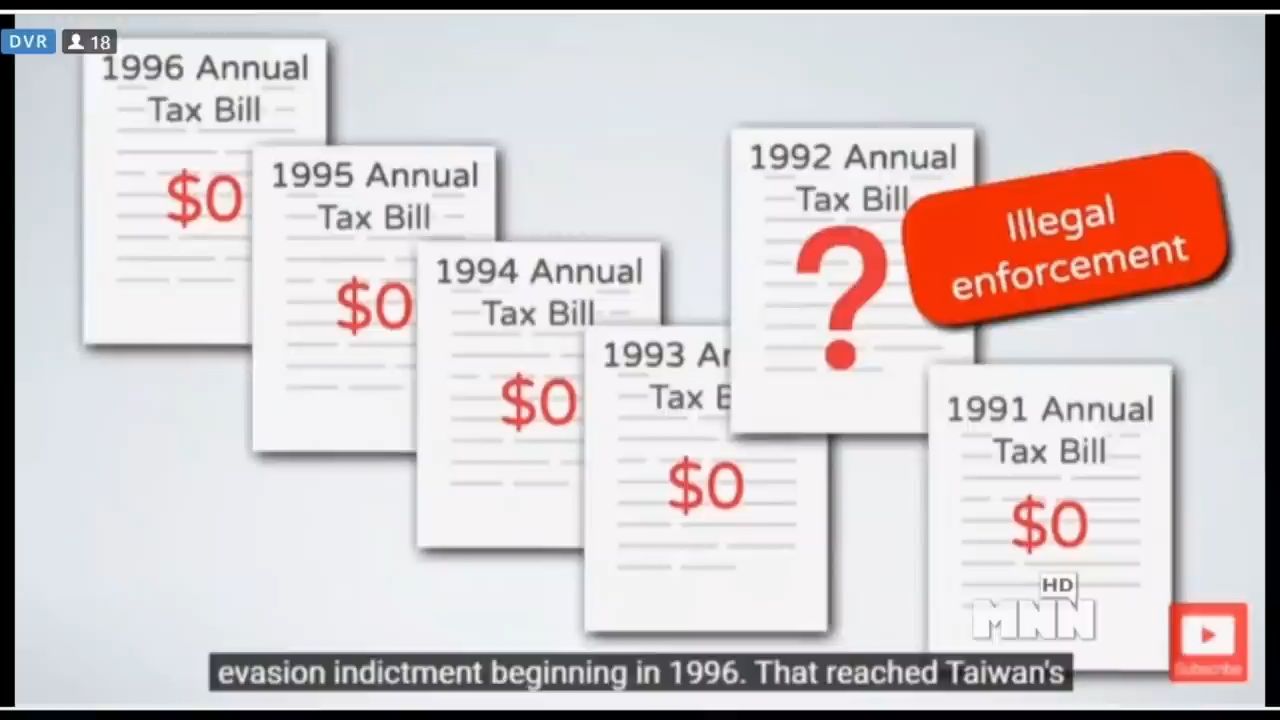 DVR
18
1996 Annual
Tax Bill
$0
1995 Annual
Tax Bill
$0
1994 Annual
Tax Bill
$0
1993 Ar
Tax B
$0
1992 Annual
Tax Bill
?
Illegal
enforcement
1991 Annual
Tax Bill
$0
HD
MNN
Subscribe
evasion indictment beginning in 1996. That reached Taiwan's